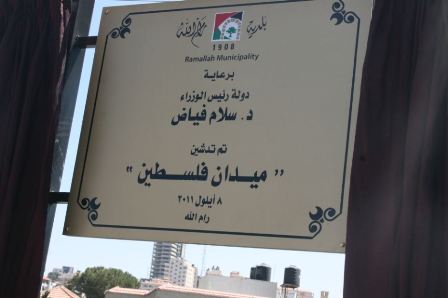 بلدية رام الله
1908
Ramallah Municipality
برعاية
دولة رئيس الوزراء
د. سلام فياض
تم تدشين
"ميدان فلسطين"
٨ أيلول ٢٠١١
رام الله